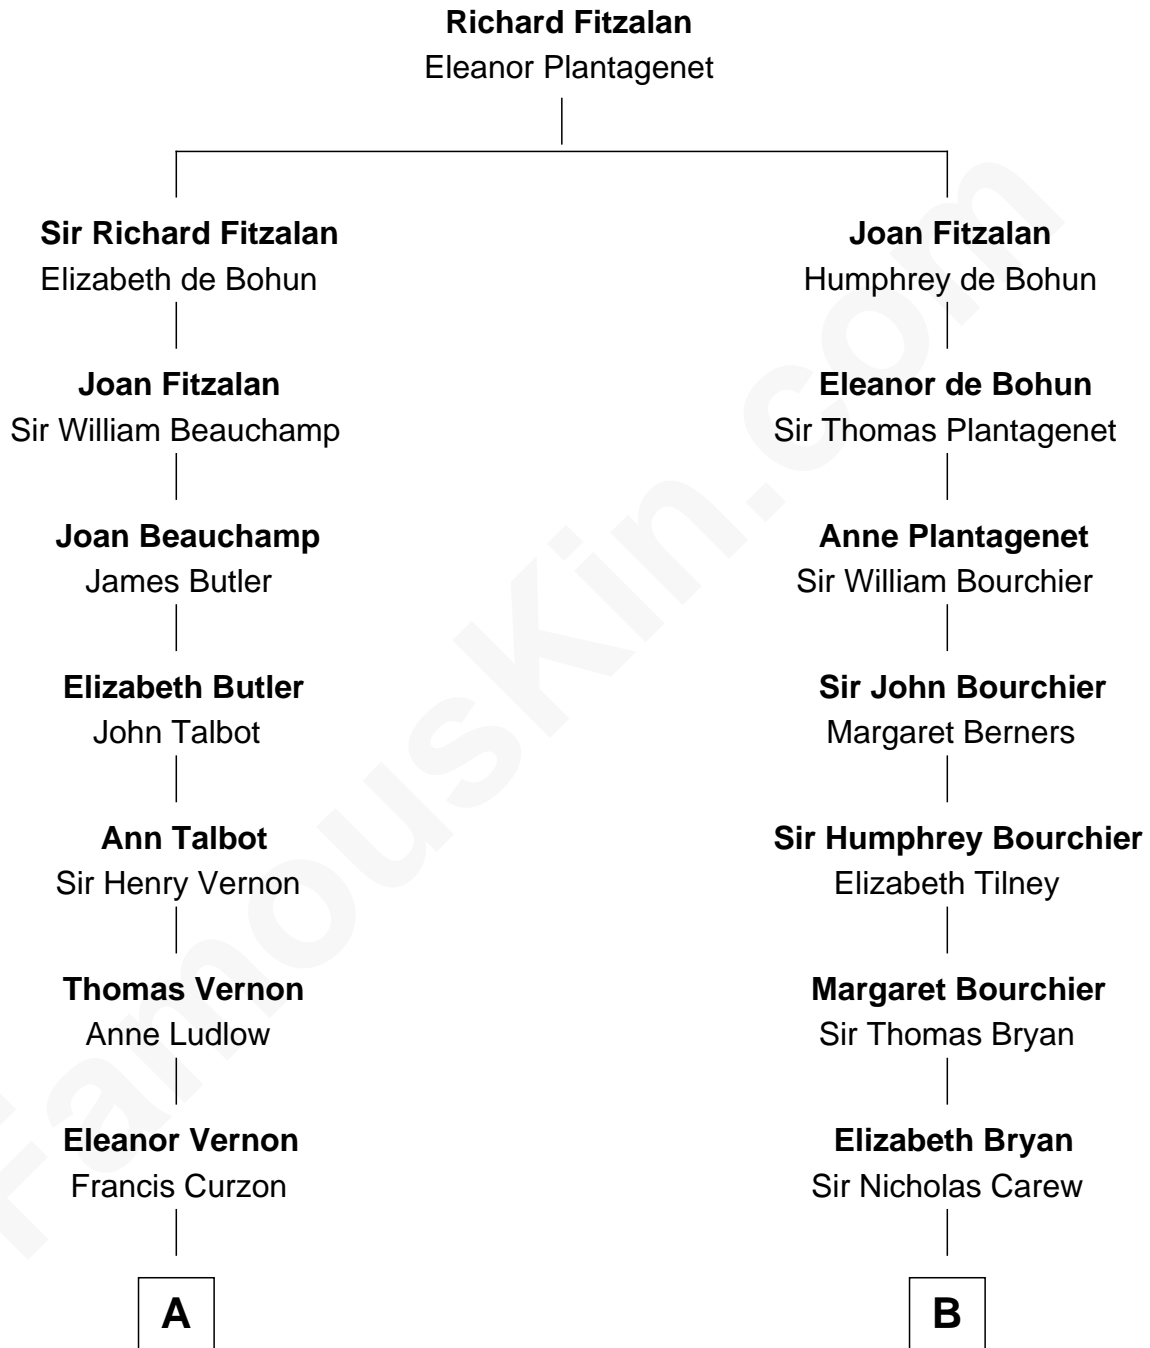 Richard Fitzalan
Eleanor Plantagenet
Sir Richard Fitzalan
Elizabeth de Bohun
Joan Fitzalan
Humphrey de Bohun
Joan Fitzalan
Sir William Beauchamp
Eleanor de Bohun
Sir Thomas Plantagenet
Joan Beauchamp
James Butler
Anne Plantagenet
Sir William Bourchier
Elizabeth Butler
John Talbot
Sir John Bourchier
Margaret Berners
Ann Talbot
Sir Henry Vernon
Sir Humphrey Bourchier
Elizabeth Tilney
Thomas Vernon
Anne Ludlow
Margaret Bourchier
Sir Thomas Bryan
Eleanor Vernon
Francis Curzon
Elizabeth Bryan
Sir Nicholas Carew
A
B
FamousKin.com